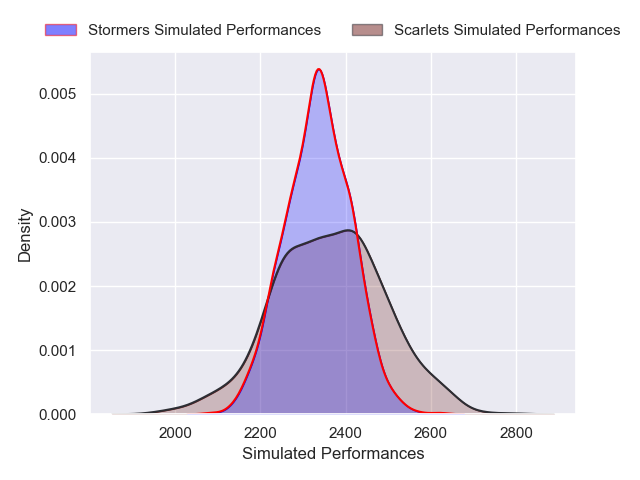 Stormers Simulated Performances Scarlets Simulated Performances
0.005
0.004
0.003
0.002
0.001
0.000
Density
2000 2200 2400 2600 2800
Simulated Performances